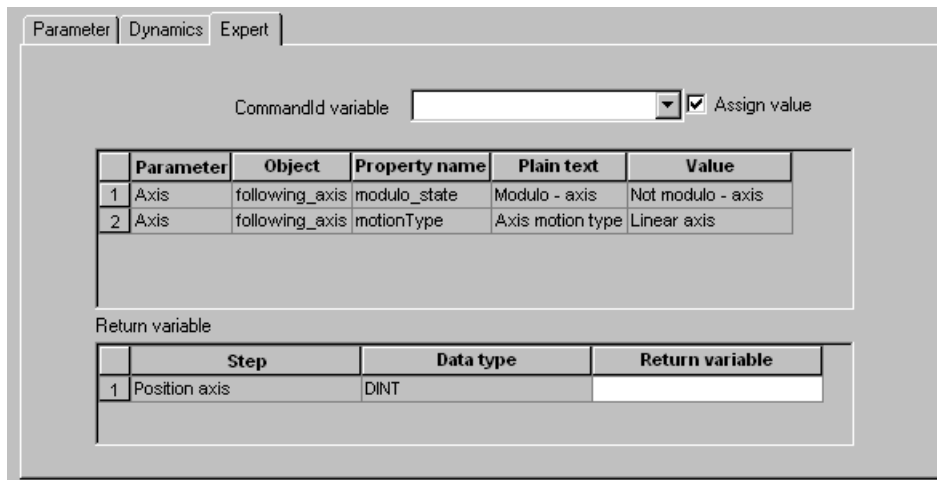 Parameter Dynamics Expert
CommandId variable Assign value
Parameter Object Property name Plain text Value
1 Axis following_axis modulo_state Modulo - axis Not modulo - axis
2 Axis following_axis motionType Axis motion type Linear axis
Return variable
Step Data type Return variable
1 Position axis DINT